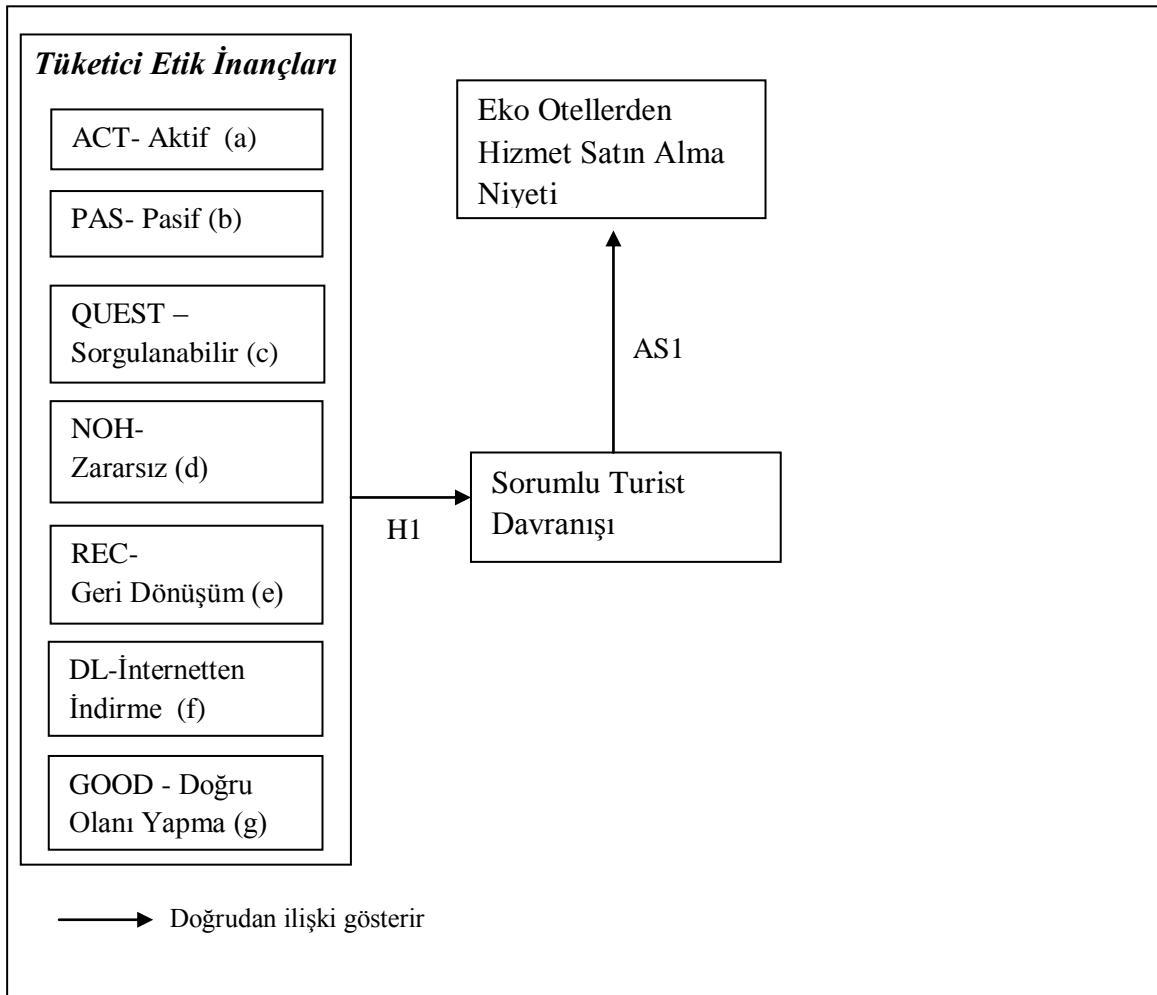 Tüketici Etik İnançları
ACT- Aktif (a)
PAS- Pasif (b)
QUEST –
Sorgulanabilir (c)
NOH-
Zararsız (d)
REC-
Geri Dönüşüm (e)
DL-İnternetten
İndirme (f)
GOOD - Doğru
Olanı Yapma (g)
Eko Otellerden
Hizmet Satın Alma
Niyeti
AS1
H1
Sorumlu Turist
Davranışı
Doğrudan ilişki gösterir